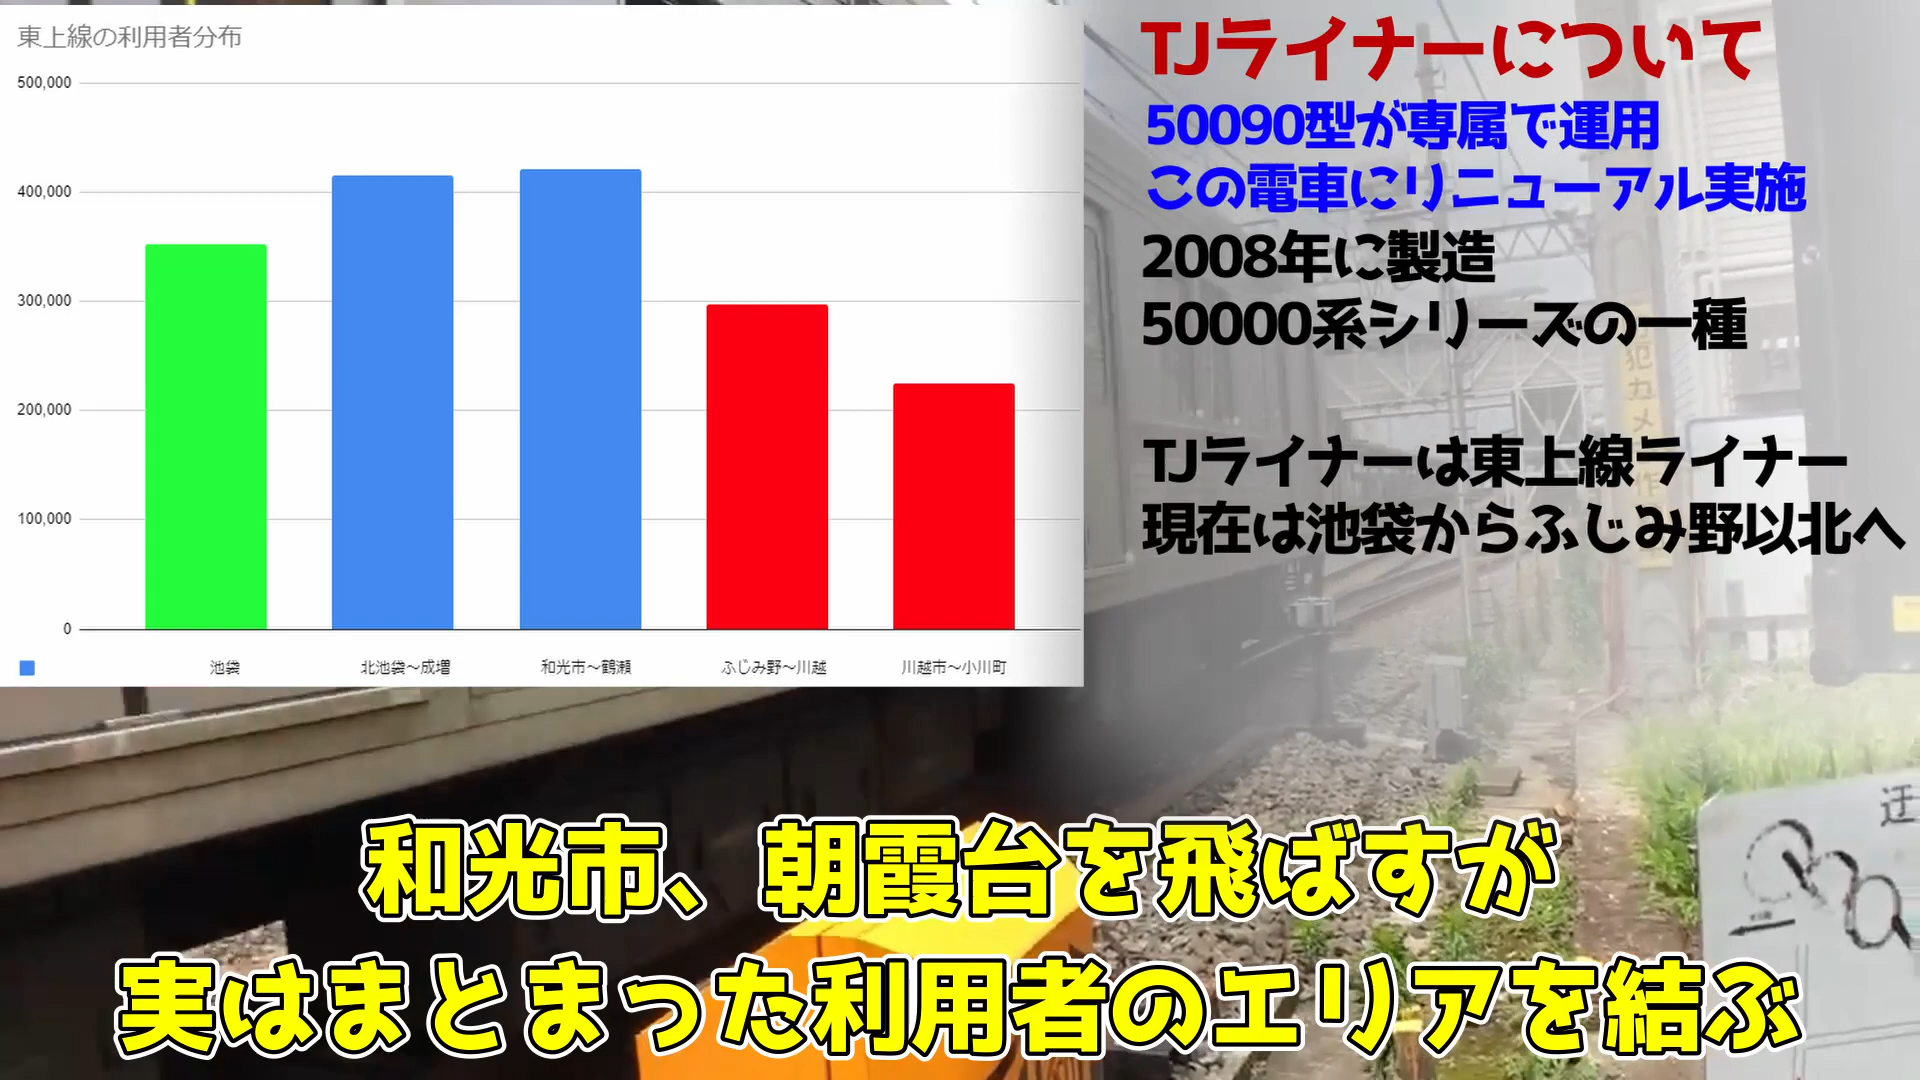 東上線の利用者分布
500,000
400,000
300,000
200,000
100,000
0
池袋
北池袋～成増
和光市～鶴瀬
ふじみ野～川越
川越市～小川町
TJライナーについて
50090型が専属で運用
この電車にリニューアル実施
2008年に製造
50000系シリーズの一種
TJライナーは東上線ライナー
現在は池袋からふじみ野以北へ
和光市、朝霞台を飛ばすが
実はまとまった利用者のエリアを結ぶ